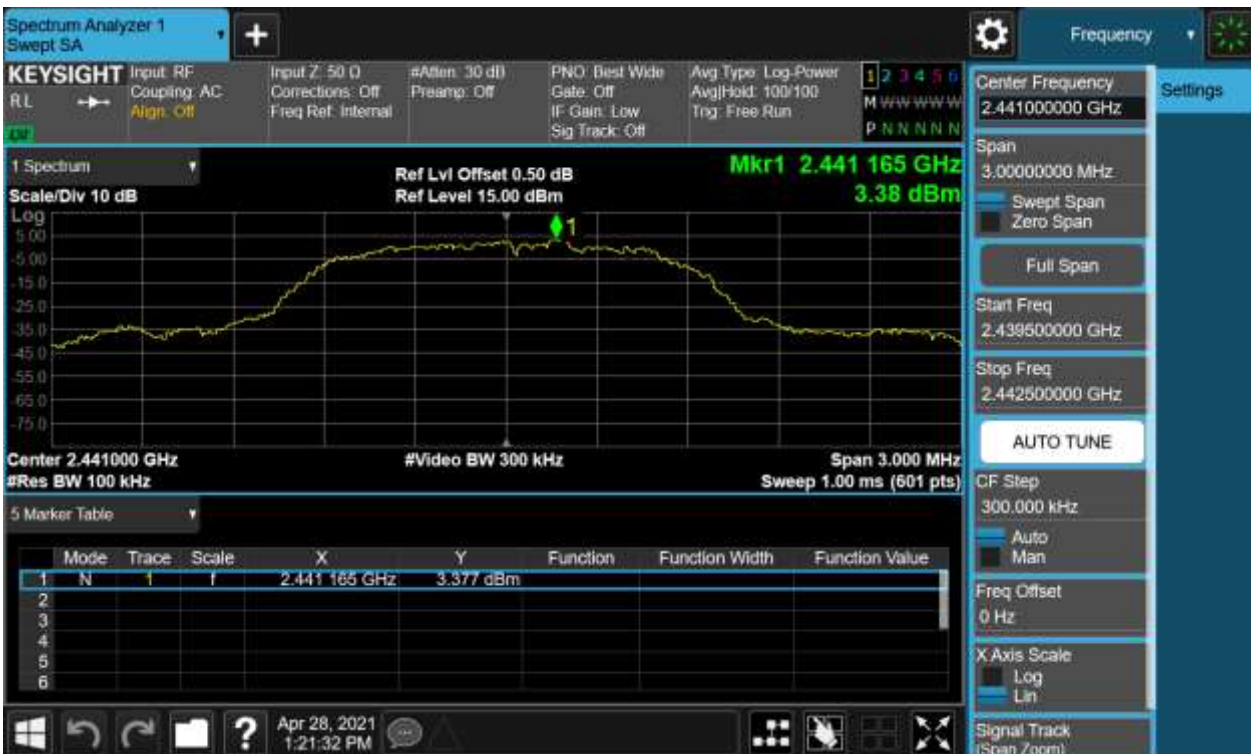 Spectrum Analyzer 1
Swept SA
Frequency
KEYSIGHT
RL
Input: RF
Coupling: AC
Align: Off
Input Z: 50 Ω
Corrections: Off
Freq Ref: Internal
#Atten: 30 dB
Preamp: Off
PNO: Best Wide
Gate: Off
IF Gain: Low
Sig Track: Off
Avg Type: Log-Power
Avg|Hold: 100/100
Trig: Free Run
1 2 3 4 5 6
M W W W W W
P N N N N N
Center Frequency
2.441000000 GHz
Settings
Span
3.00000000 MHz
Swept Span
Zero Span
Full Span
Start Freq
2.439500000 GHz
Stop Freq
2.442500000 GHz
AUTO TUNE
CF Step
300.000 kHz
Auto
Man
Freq Offset
0 Hz
X Axis Scale
Log
Lin
Signal Track
(Span Zoom)
1 Spectrum
Scale/Div 10 dB
Ref Lvl Offset 0.50 dB
Ref Level 15.00 dBm
Mkr1 2.441 165 GHz
3.38 dBm
Log
5.00
-5.00
-15.0
-25.0
-35.0
-45.0
-55.0
-65.0
-75.0
1
Center 2.441000 GHz
#Res BW 100 kHz
#Video BW 300 kHz
Span 3.000 MHz
Sweep 1.00 ms (601 pts)
5 Marker Table
Mode Trace Scale X Y Function Function Width Function Value
1 N 1 f 2.441 165 GHz 3.377 dBm
2
3
4
5
6
?
Apr 28, 2021
1:21:32 PM